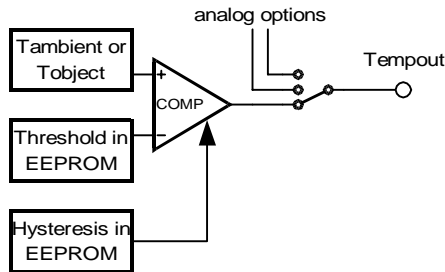 analog options
Tambient or
Tobject
Tempout
+
COMP
−
Threshold in
EEPROM
Hysteresis in
EEPROM